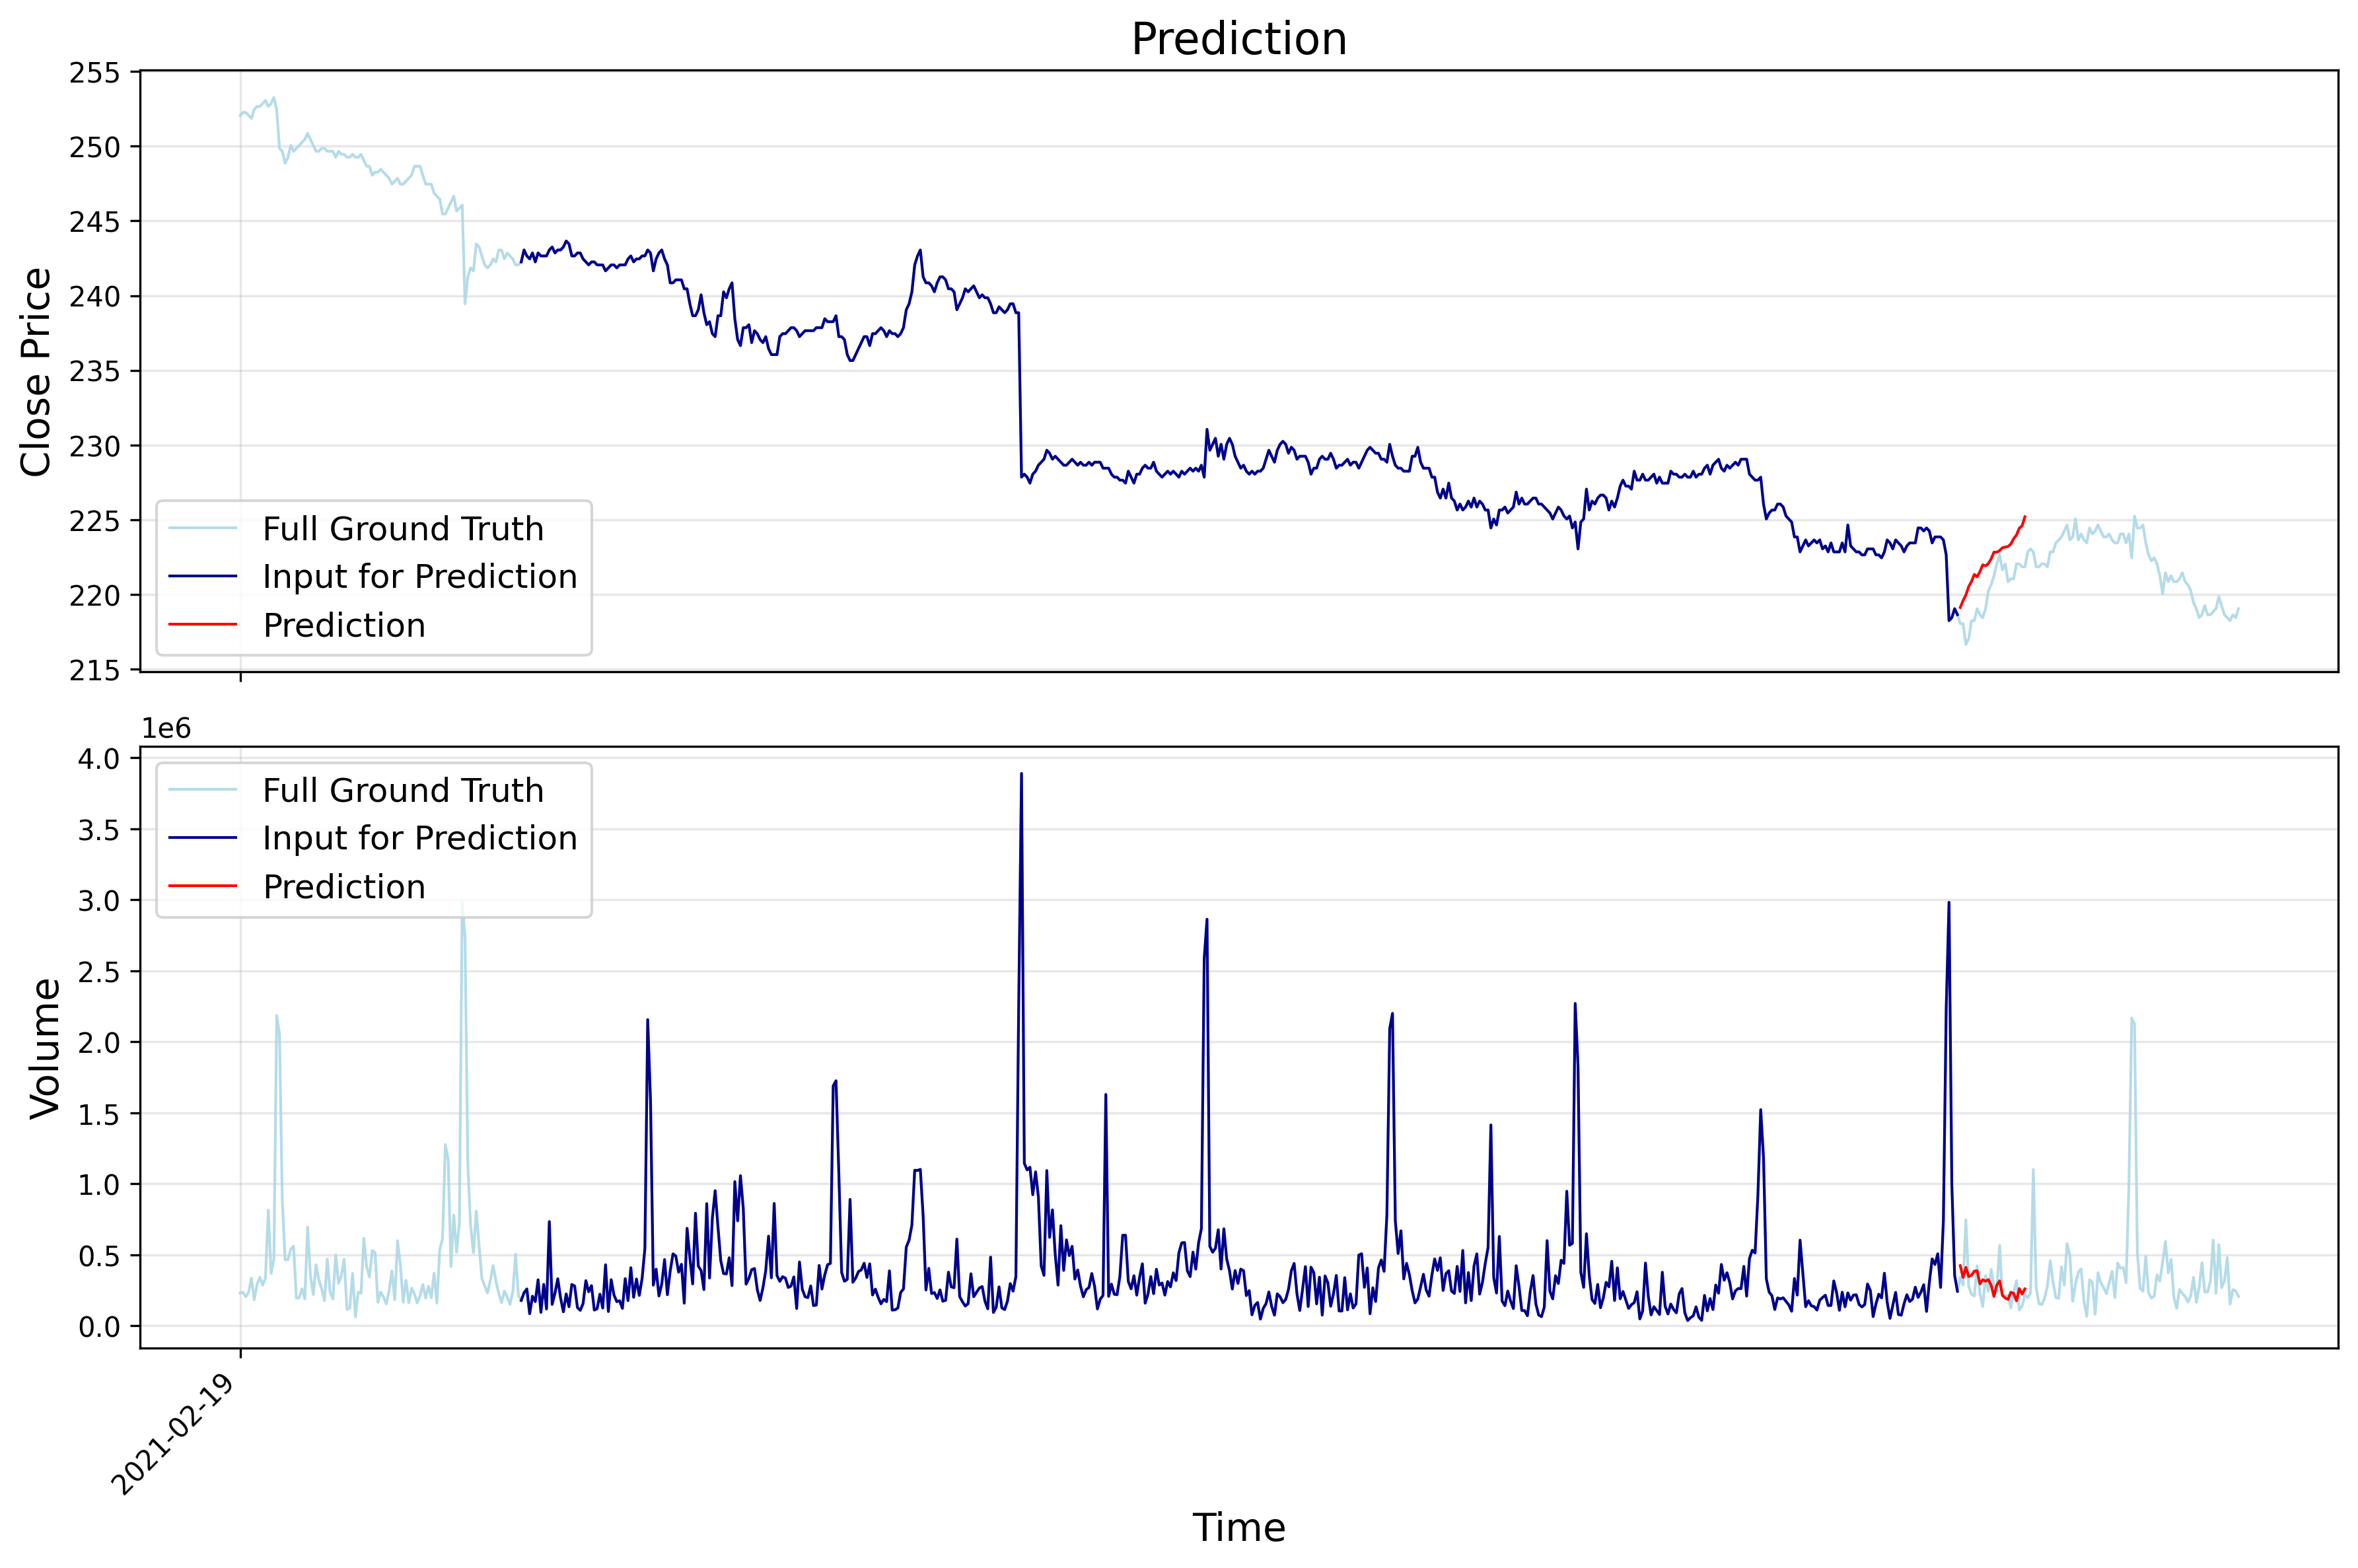 Prediction
Close Price
255
250
245
240
235
230
225
220
215
Full Ground Truth
Input for Prediction
Prediction
1e6
Volume
4.0
3.5
3.0
2.5
2.0
1.5
1.0
0.5
0.0
Full Ground Truth
Input for Prediction
Prediction
2021-02-19
Time